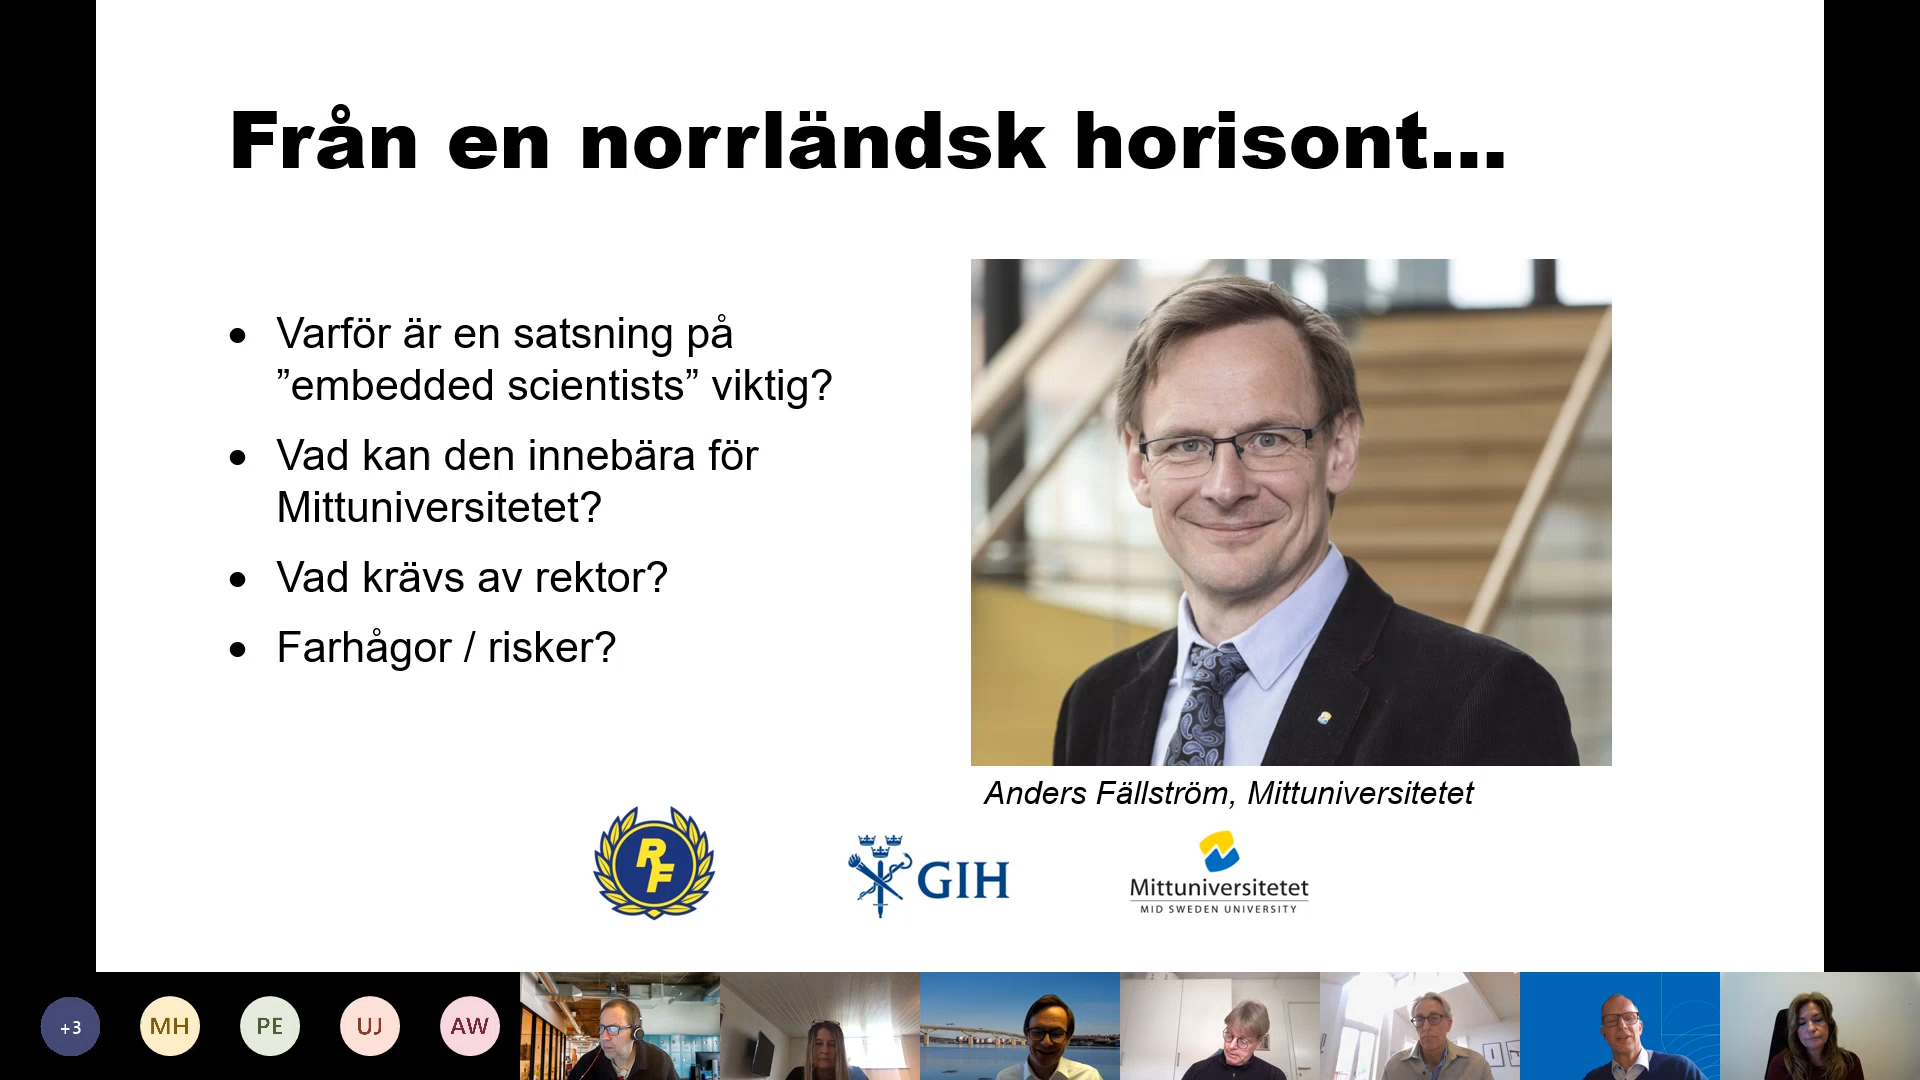 Från en norrländsk horisont...
• Varför är en satsning på
”embedded scientists” viktig?
• Vad kan den innebära för
Mittuniversitetet?
• Vad krävs av rektor?
• Farhågor / risker?
Anders Fällström, Mittuniversitetet
RF
GIH
Mittuniversitetet
MID SWEDEN UNIVERSITY
+3
MH
PE
UJ
AW